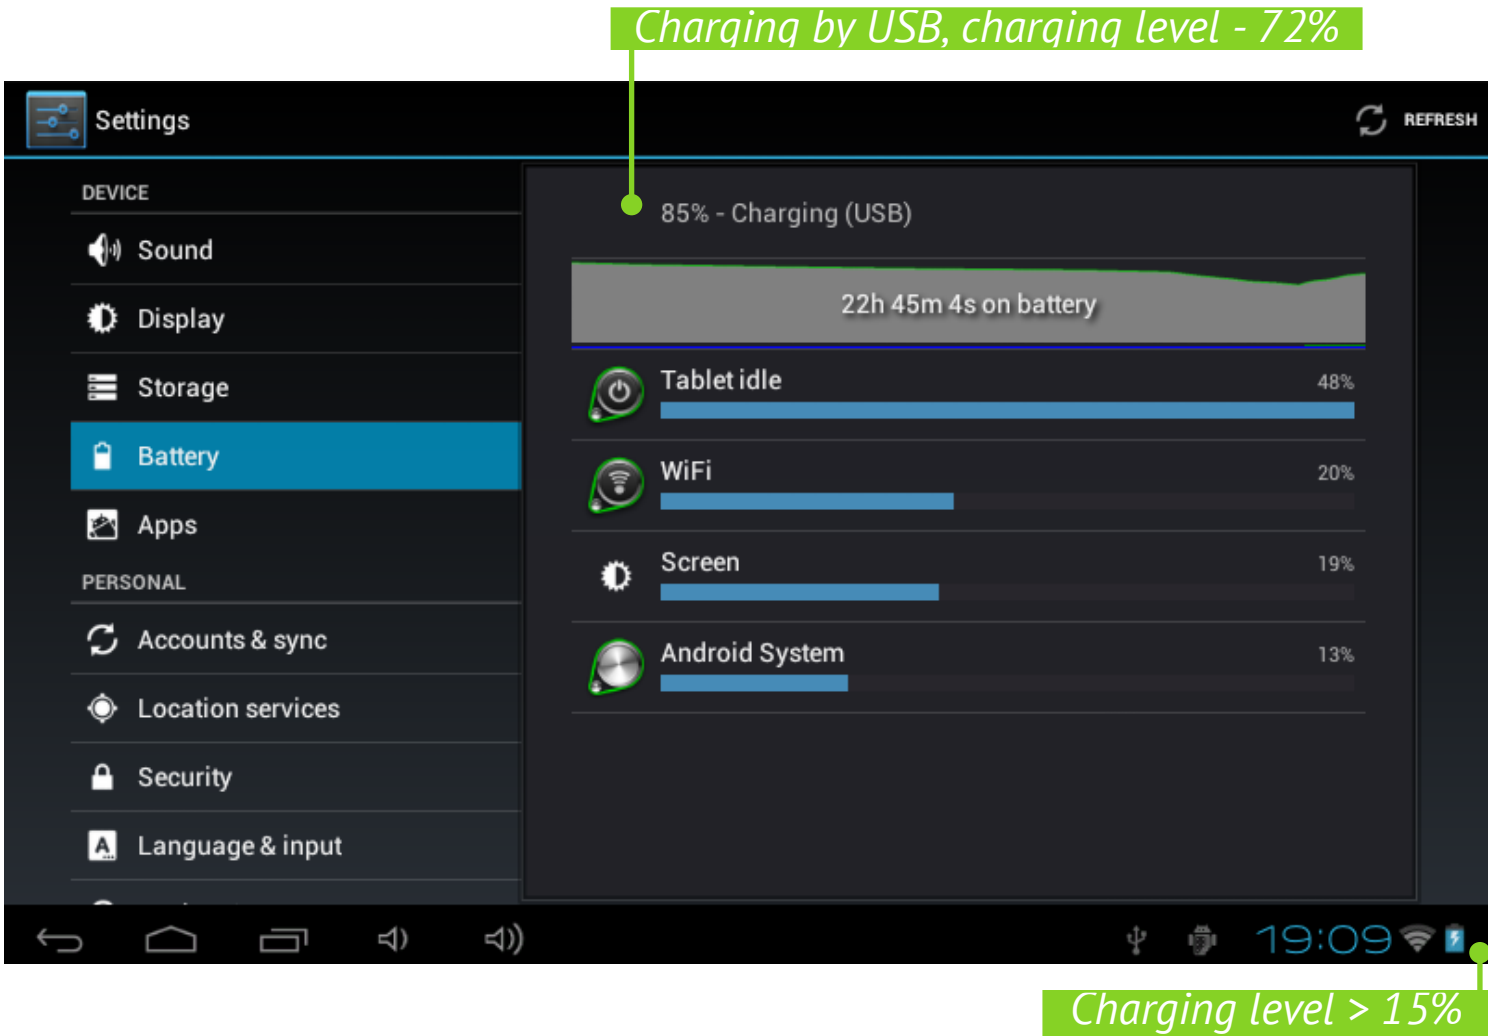 Charging by USB, charging level - 72%
Settings
REFRESH
DEVICE
Sound
Display
Storage
Battery
Apps
PERSONAL
Accounts & sync
Location services
Security
Language & input
85% - Charging (USB)
22h 45m 4s on battery
Tablet idle
48%
WiFi
20%
Screen
19%
Android System
13%
19:09
Charging level > 15%